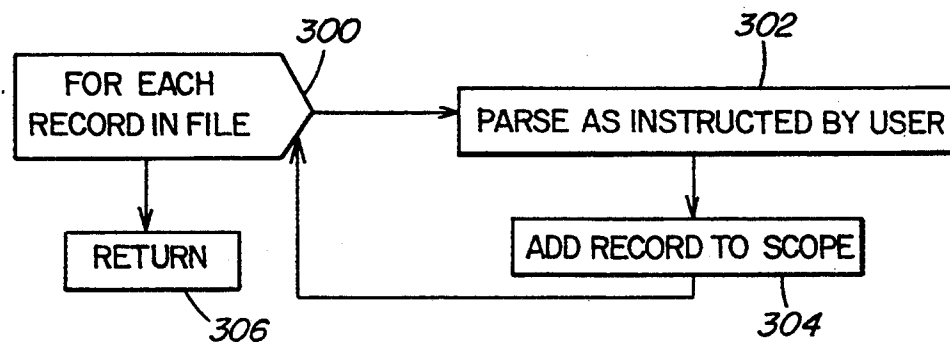 300
FOR EACH
RECORD IN FILE
302
PARSE AS INSTRUCTED BY USER
ADD RECORD TO SCOPE
304
RETURN
306